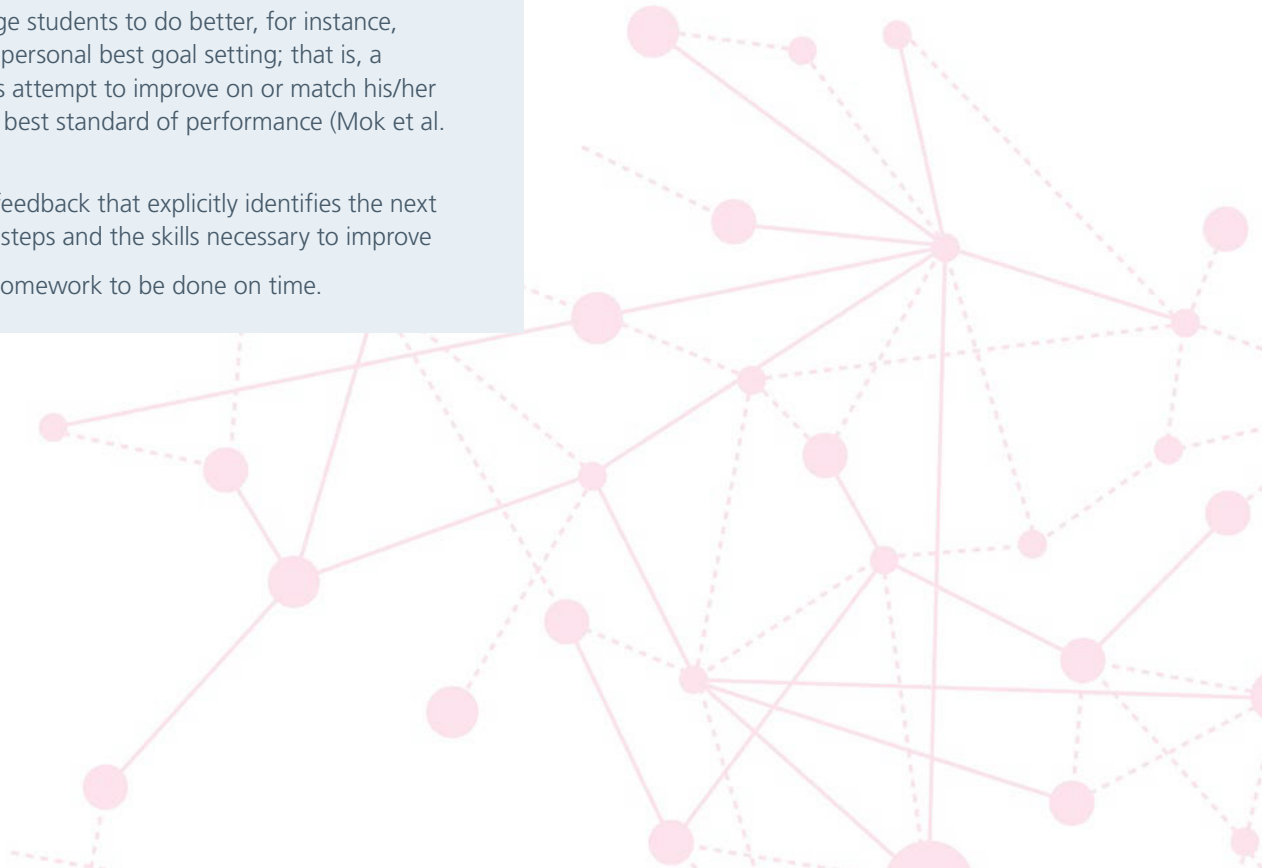 ge students to do better, for instance,
personal best goal setting; that is, a
s attempt to improve on or match his/her
best standard of performance (Mok et al.
feedback that explicitly identifies the next
steps and the skills necessary to improve
omework to be done on time.